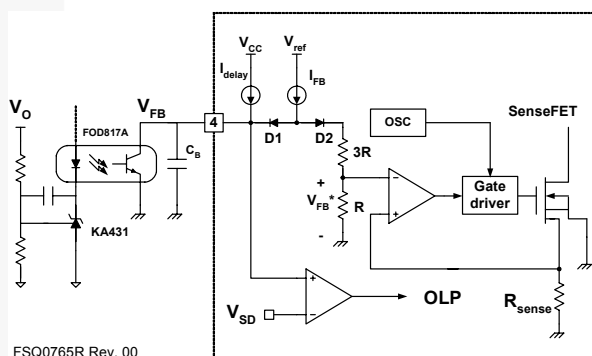 V_CC
V_ref
I_delay
I_FB
V_O
FOD817A
V_FB
4
D1
D2
OSC
SenseFET
C_B
3R
+
V_FB*
R
-
−
+
Gate
driver
KA431
+
−
V_SD
OLP
R_sense
FSQ0765R Rev. 00